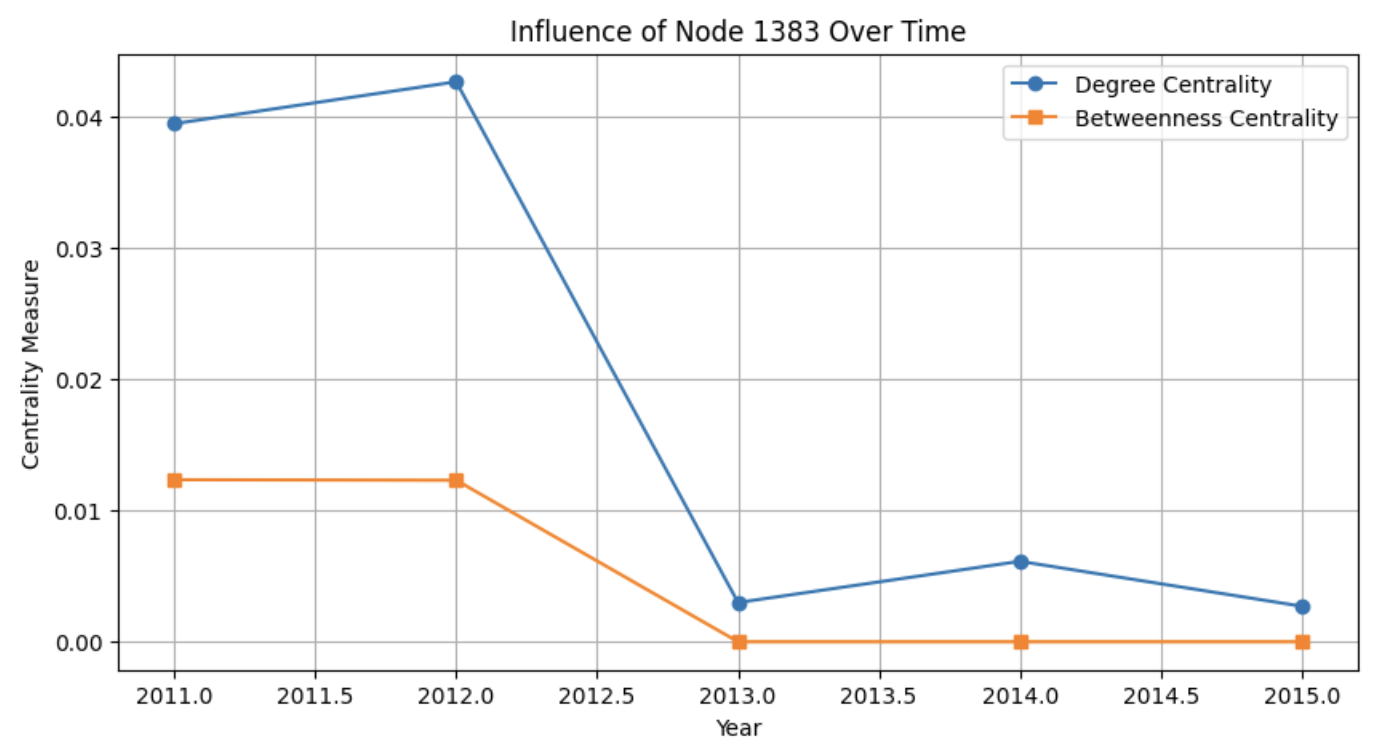 Influence of Node 1383 Over Time
Degree Centrality
Betweenness Centrality
Centrality Measure
0.04
0.03
0.02
0.01
0.00
2011.0 2011.5 2012.0 2012.5 2013.0 2013.5 2014.0 2014.5 2015.0
Year